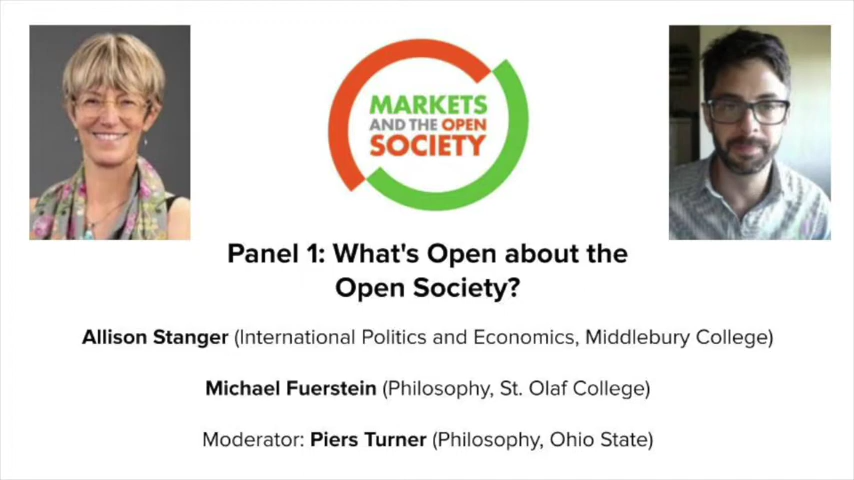 MARKETS
AND THE OPEN
SOCIETY
Panel 1: What's Open about the
Open Society?
Allison Stanger (International Politics and Economics, Middlebury College)
Michael Fuerstein (Philosophy, St. Olaf College)
Moderator: Piers Turner (Philosophy, Ohio State)